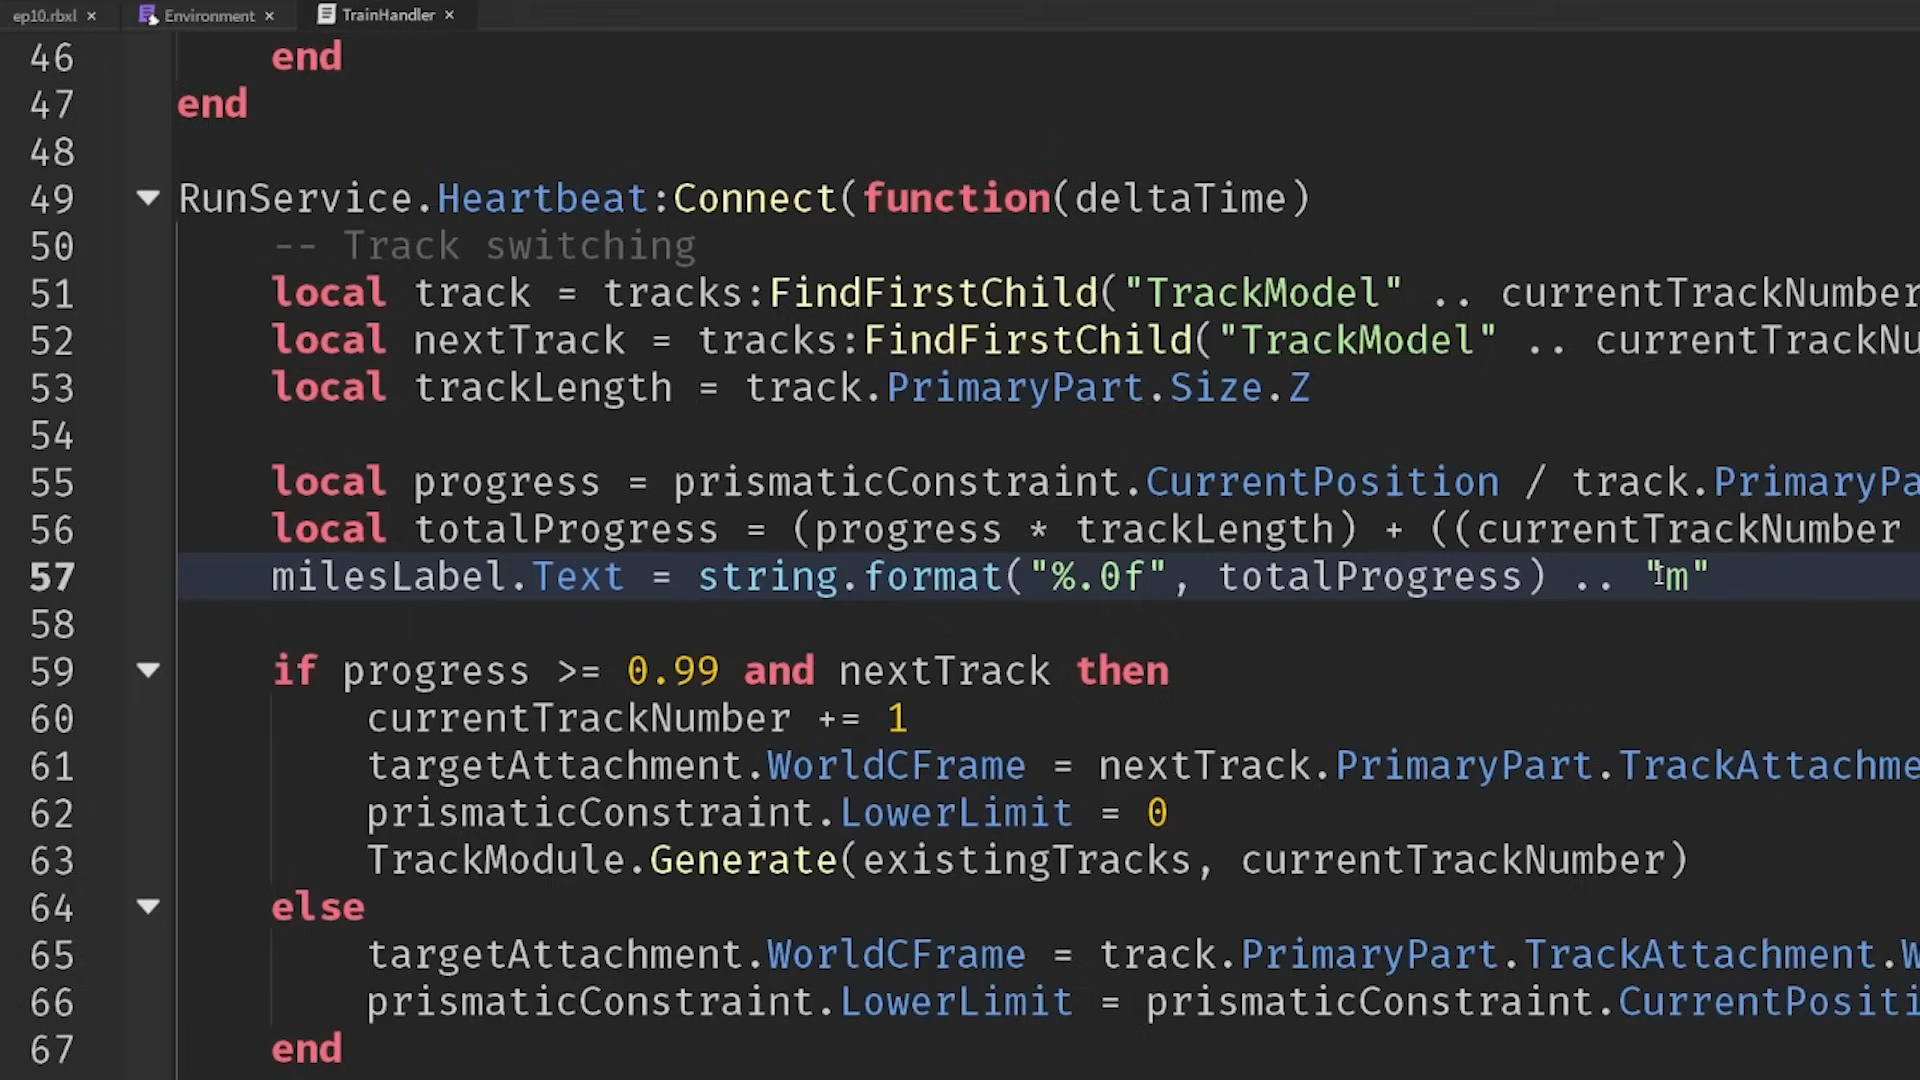 ep10.rbxl × Environment × TrainHandler ×
46 end
47 end
48
49 RunService.Heartbeat:Connect(function(deltaTime)
50 -- Track switching
51 local track = tracks:FindFirstChild("TrackModel" .. currentTrackNumber
52 local nextTrack = tracks:FindFirstChild("TrackModel" .. currentTrackNu
53 local trackLength = track.PrimaryPart.Size.Z
54
55 local progress = prismaticConstraint.CurrentPosition / track.PrimaryPa
56 local totalProgress = (progress * trackLength) + ((currentTrackNumber
57 milesLabel.Text = string.format("%.0f", totalProgress) .. "m"
58
59 if progress >= 0.99 and nextTrack then
60 currentTrackNumber += 1
61 targetAttachment.WorldCFrame = nextTrack.PrimaryPart.TrackAttachme
62 prismaticConstraint.LowerLimit = 0
63 TrackModule.Generate(existingTracks, currentTrackNumber)
64 else
65 targetAttachment.WorldCFrame = track.PrimaryPart.TrackAttachment.W
66 prismaticConstraint.LowerLimit = prismaticConstraint.CurrentPositi
67 end